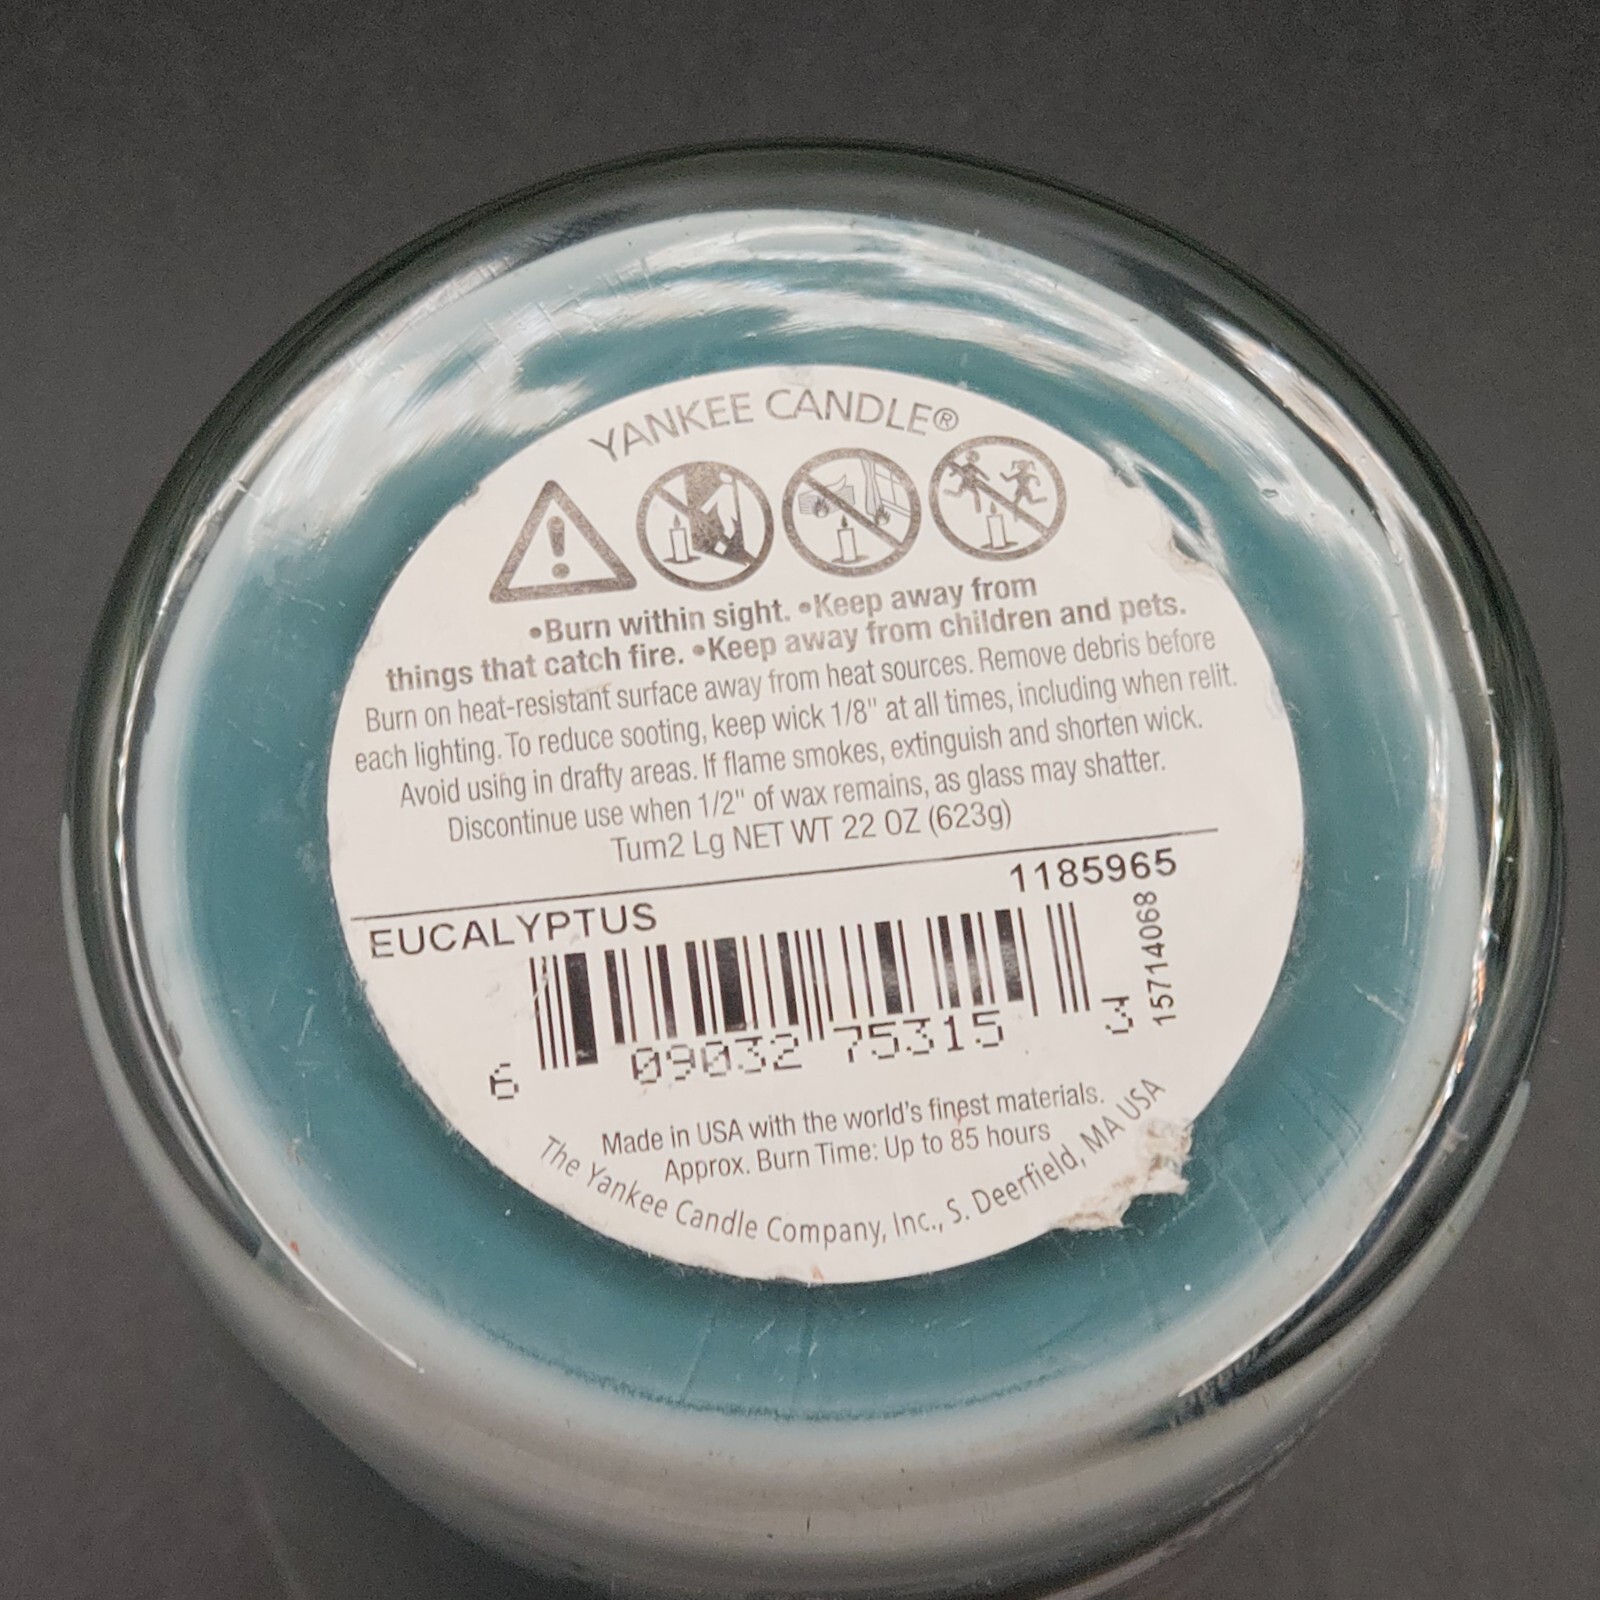 YANKEE CANDLE®
•Burn within sight. •Keep away from
things that catch fire. •Keep away from children and pets.
Burn on heat-resistant surface away from heat sources. Remove debris before
each lighting. To reduce sooting, keep wick 1/8" at all times, including when relit.
Avoid using in drafty areas. If flame smokes, extinguish and shorten wick.
Discontinue use when 1/2" of wax remains, as glass may shatter.
Tum2 Lg NET WT 22 OZ (623g)
1185965
EUCALYPTUS
15714068
6 09032 75315 3
Made in USA with the world's finest materials.
Approx. Burn Time: Up to 85 hours
The Yankee Candle Company, Inc., S. Deerfield, MA USA